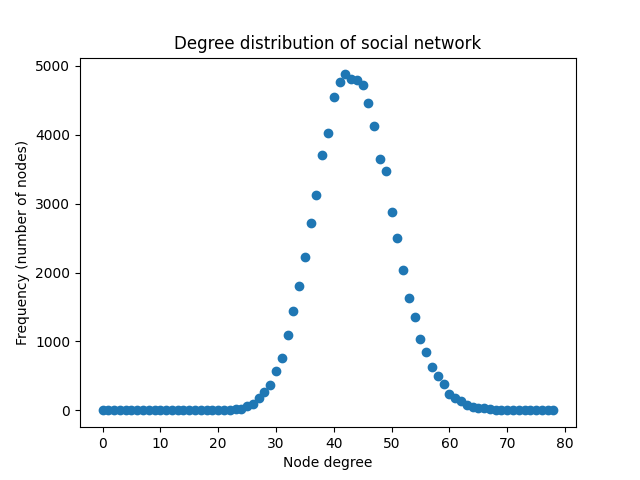 Degree distribution of social network
Frequency (number of nodes)
5000
4000
3000
2000
1000
0
0 10 20 30 40 50 60 70 80
Node degree